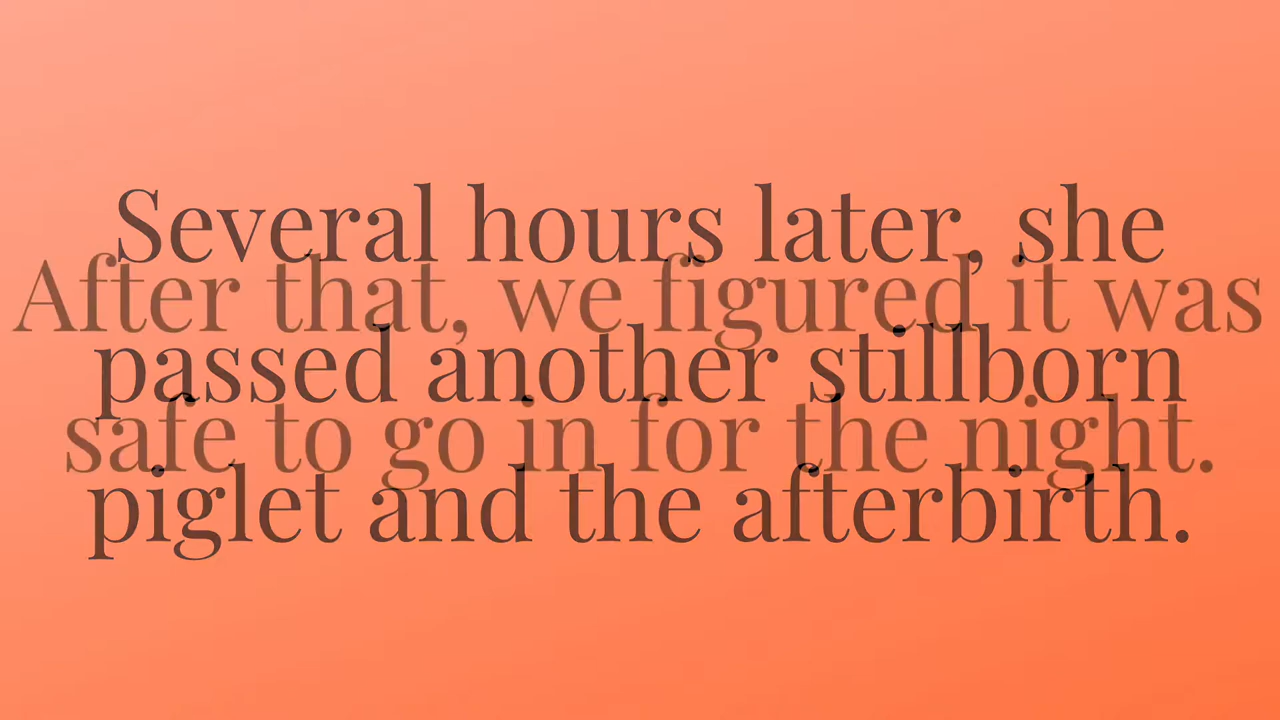 Several hours later, she
After that, we figured it was
passed another stillborn
safe to go in for the night.
piglet and the afterbirth.